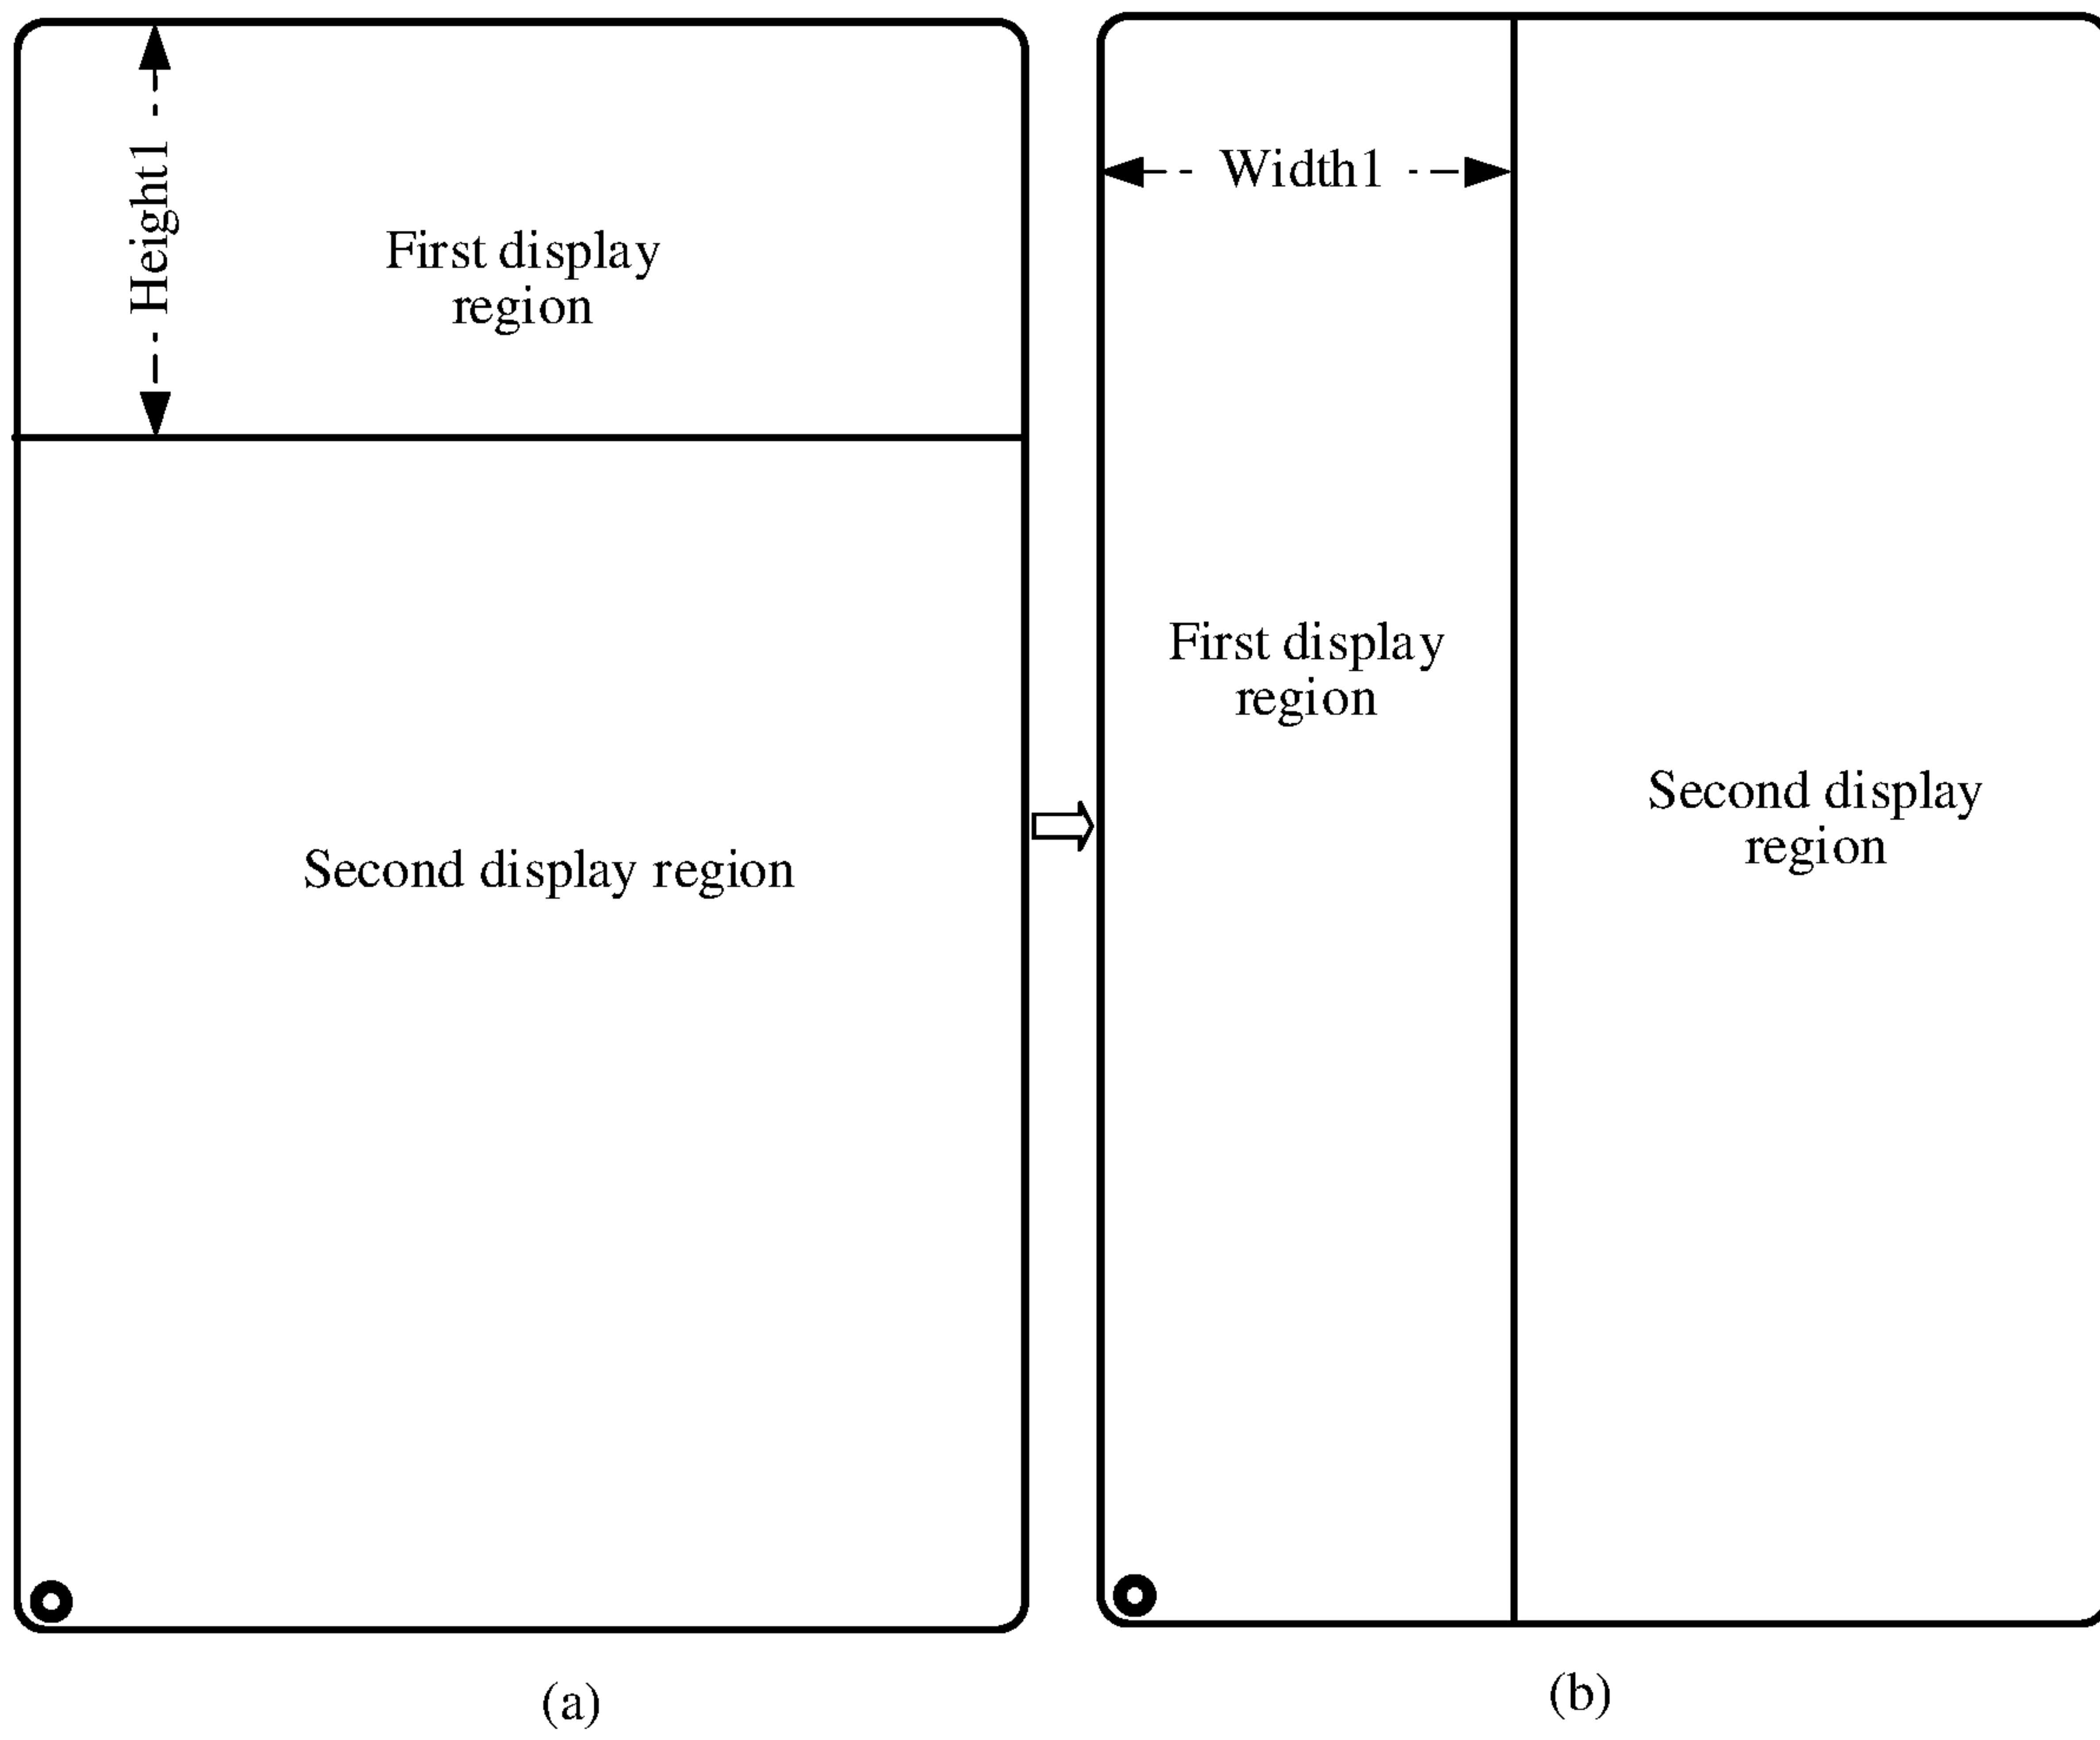 Height1
First display
region
Second display region
(a)
Width1
First display
region
Second display
region
(b)